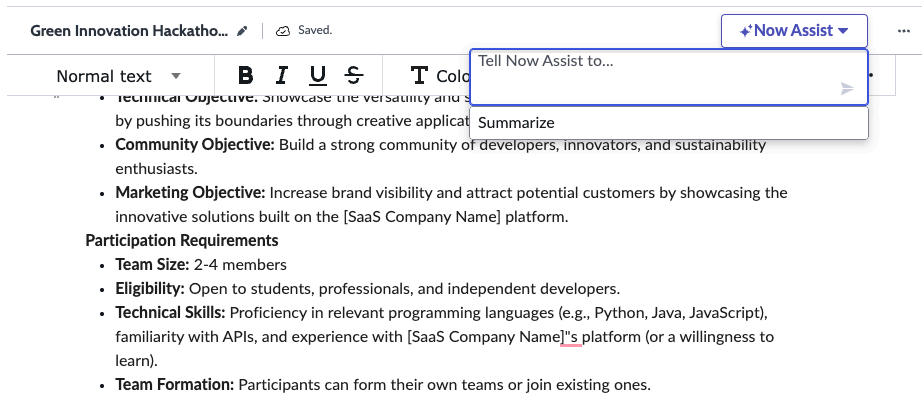 Green Innovation Hackatho... Saved. Now Assist
Normal text B I U S T Colo
Tell Now Assist to...
Summarize
Technical Objective: Showcase the versatility and s
by pushing its boundaries through creative applicat
Community Objective: Build a strong community of developers, innovators, and sustainability
enthusiasts.
Marketing Objective: Increase brand visibility and attract potential customers by showcasing the
innovative solutions built on the [SaaS Company Name] platform.
Participation Requirements
Team Size: 2-4 members
Eligibility: Open to students, professionals, and independent developers.
Technical Skills: Proficiency in relevant programming languages (e.g., Python, Java, JavaScript),
familiarity with APIs, and experience with [SaaS Company Name]"s platform (or a willingness to
learn).
Team Formation: Participants can form their own teams or join existing ones.